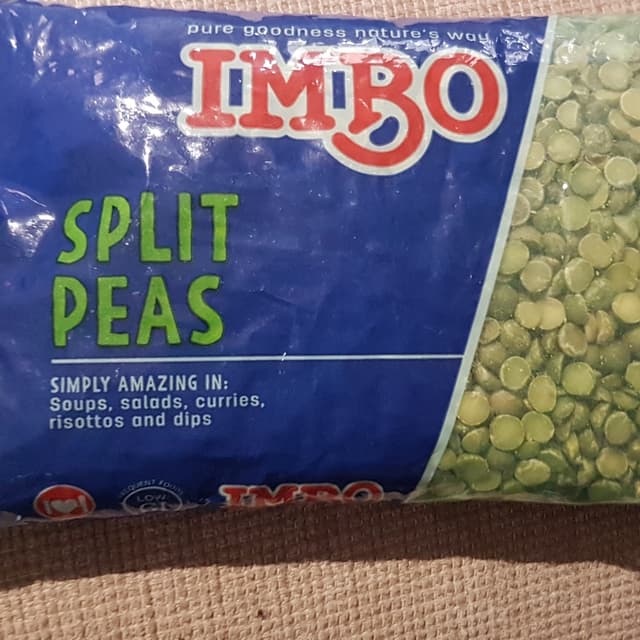 pure goodness nature's way
IMBO
SPLIT
PEAS
SIMPLY AMAZING IN:
Soups, salads, curries,
risottos and dips
LOW
GI
IMBO